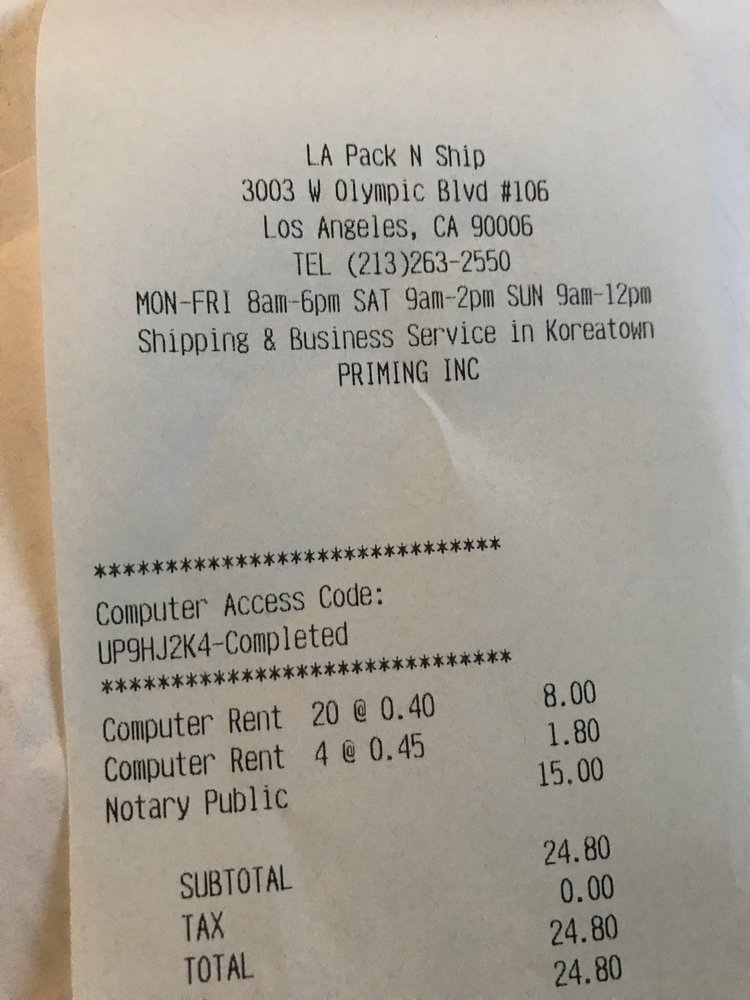 LA Pack N Ship
3003 W Olympic Blvd #106
Los Angeles, CA 90006
TEL (213)263-2550
MON-FRI 8am-6pm SAT 9am-2pm SUN 9am-12pm
Shipping & Business Service in Koreatown
PRIMING INC
*******************************
Computer Access Code:
UP9HJ2K4-Completed
*******************************
Computer Rent 20 @ 0.40 8.00
Computer Rent 4 @ 0.45 1.80
Notary Public 15.00
SUBTOTAL 24.80
TAX 0.00
TOTAL 24.80
24.80